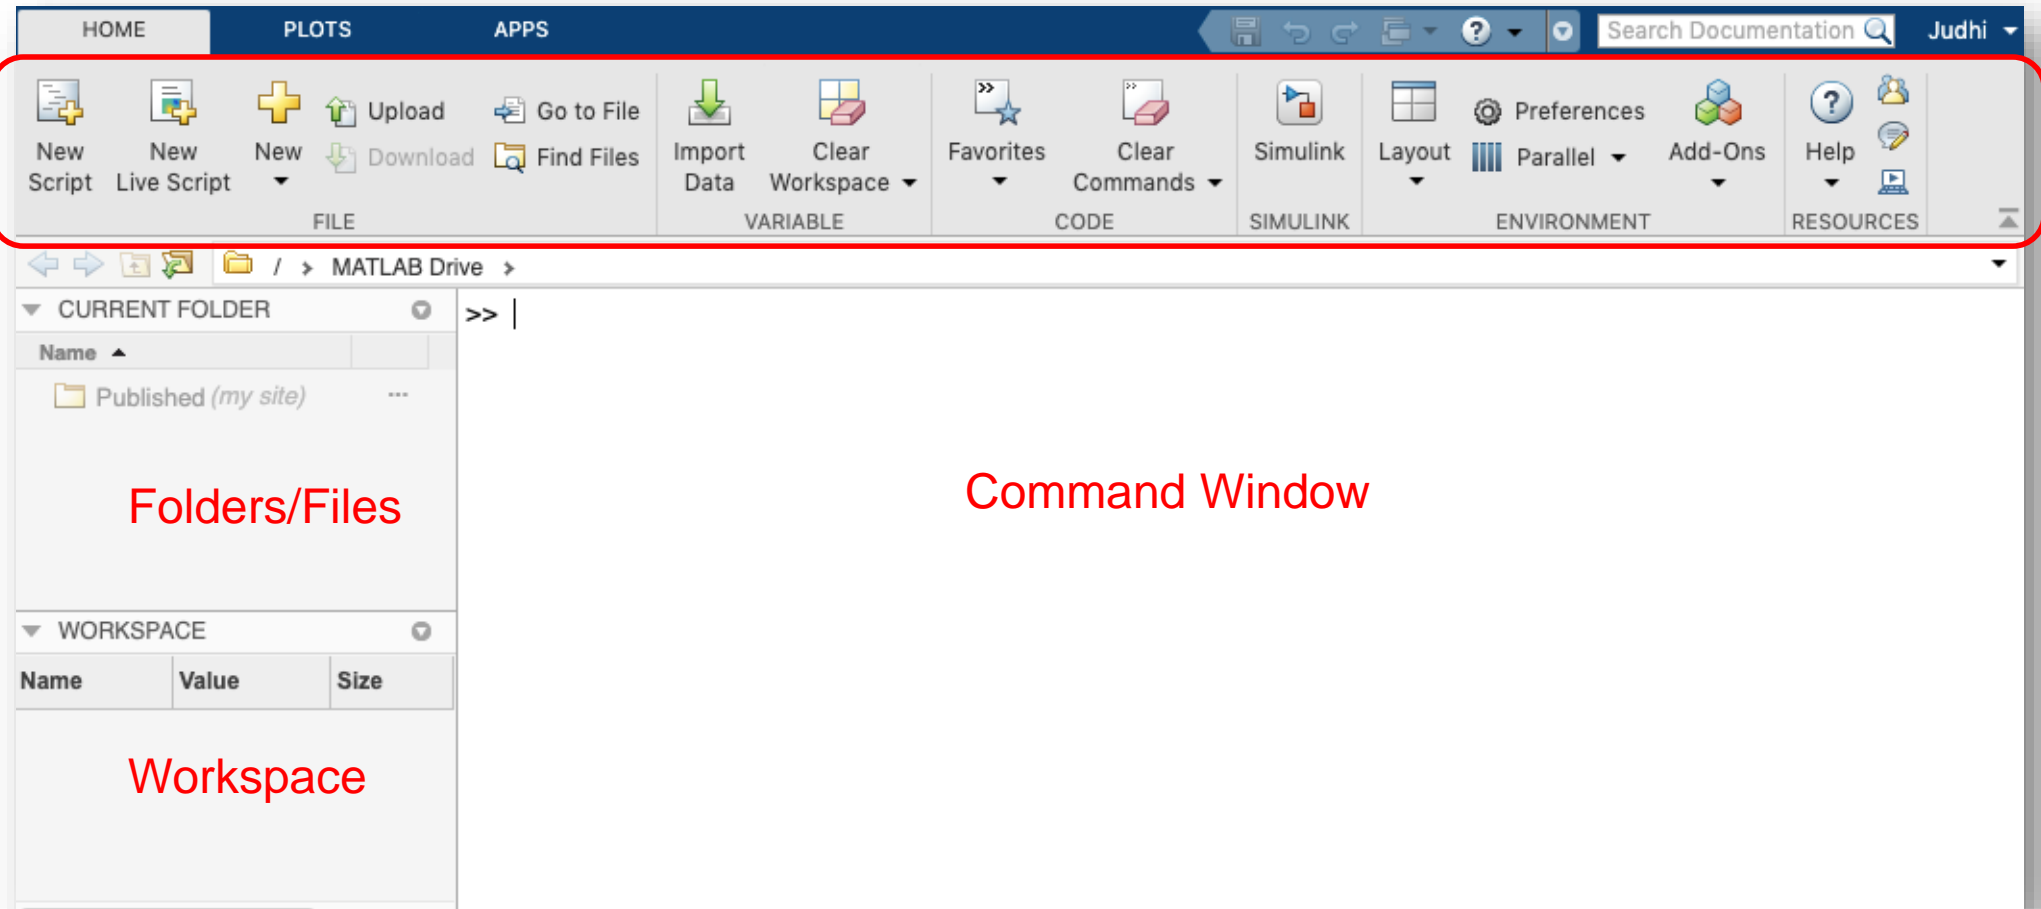 HOME PLOTS APPS Search Documentation Judhi
Upload Go to File Preferences
New New New Download Find Files Import Clear Favorites Clear Simulink Layout Parallel Add-Ons Help
Script Live Script Data Workspace Commands
FILE VARIABLE CODE SIMULINK ENVIRONMENT RESOURCES
/ > MATLAB Drive >
CURRENT FOLDER
>>
Name
Published (my site) ...
Folders/Files
Command Window
WORKSPACE
Name Value Size
Workspace